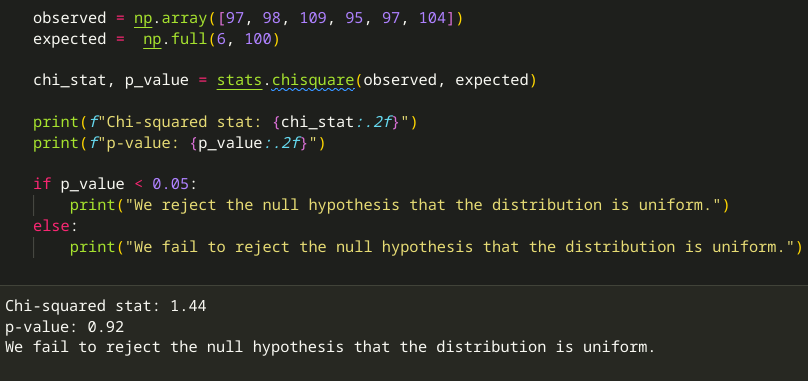 observed = np.array([97, 98, 109, 95, 97, 104])
expected =  np.full(6, 100)
chi_stat, p_value = stats.chisquare(observed, expected)
print(f"Chi-squared stat: {chi_stat:.2f}")
print(f"p-value: {p_value:.2f}")
if p_value < 0.05:
    print("We reject the null hypothesis that the distribution is uniform.")
else:
    print("We fail to reject the null hypothesis that the distribution is uniform.")
Chi-squared stat: 1.44
p-value: 0.92
We fail to reject the null hypothesis that the distribution is uniform.